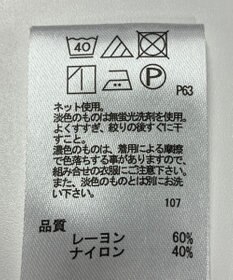 40
P P63
ネット使用。
淡色のものは無蛍光洗剤を使用。
よくすすぎ、絞りの後すぐに干
すこと。
濃色のものは、着用による摩擦
で色落ちする事がありますので、
組み合せの衣服にご注意下さい。
また、淡色のものとは別にお洗
い下さい。
107
品質
レーヨン 60%
ナイロン 40%